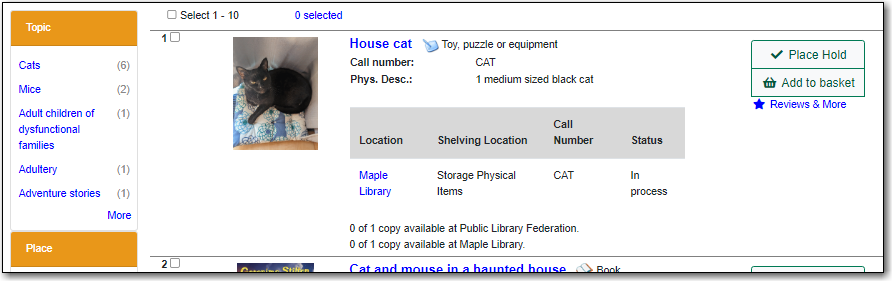 Topic
Cats (6)
Mice (2)
Adult children of (1)
dysfunctional
families
Adultery (1)
Adventure stories (1)
More
Place
Select 1 - 10 0 selected
1
House cat Toy, puzzle or equipment
Call number: CAT
Phys. Desc.: 1 medium sized black cat
Location Shelving Location Call Number Status
Maple Library Storage Physical Items CAT In process
0 of 1 copy available at Public Library Federation.
0 of 1 copy available at Maple Library.
Place Hold
Add to basket
Reviews & More
2
Cat and mouse in a haunted house Book